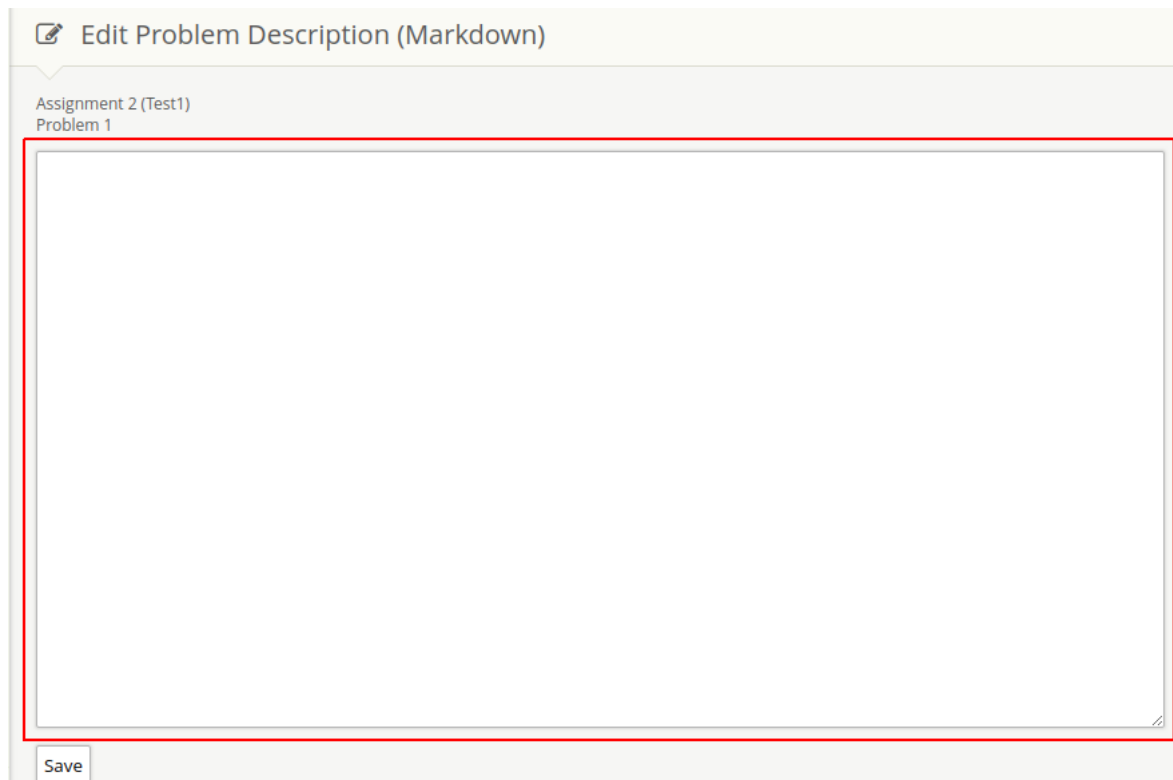 Edit Problem Description (Markdown)
Assignment 2 (Test1)
Problem 1
Save